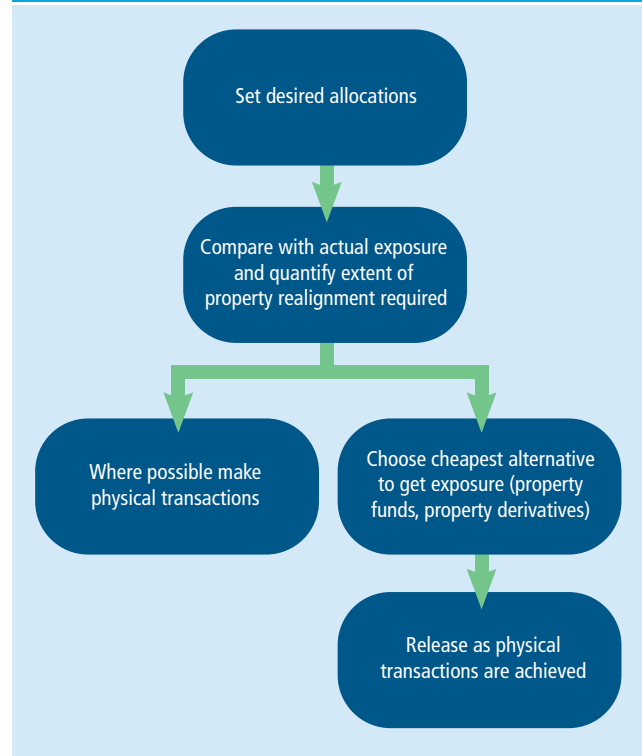 Set desired allocations
Compare with actual exposure
and quantify extent of
property realignment required
Where possible make
physical transactions
Choose cheapest alternative
to get exposure (property
funds, property derivatives)
Release as physical
transactions are achieved